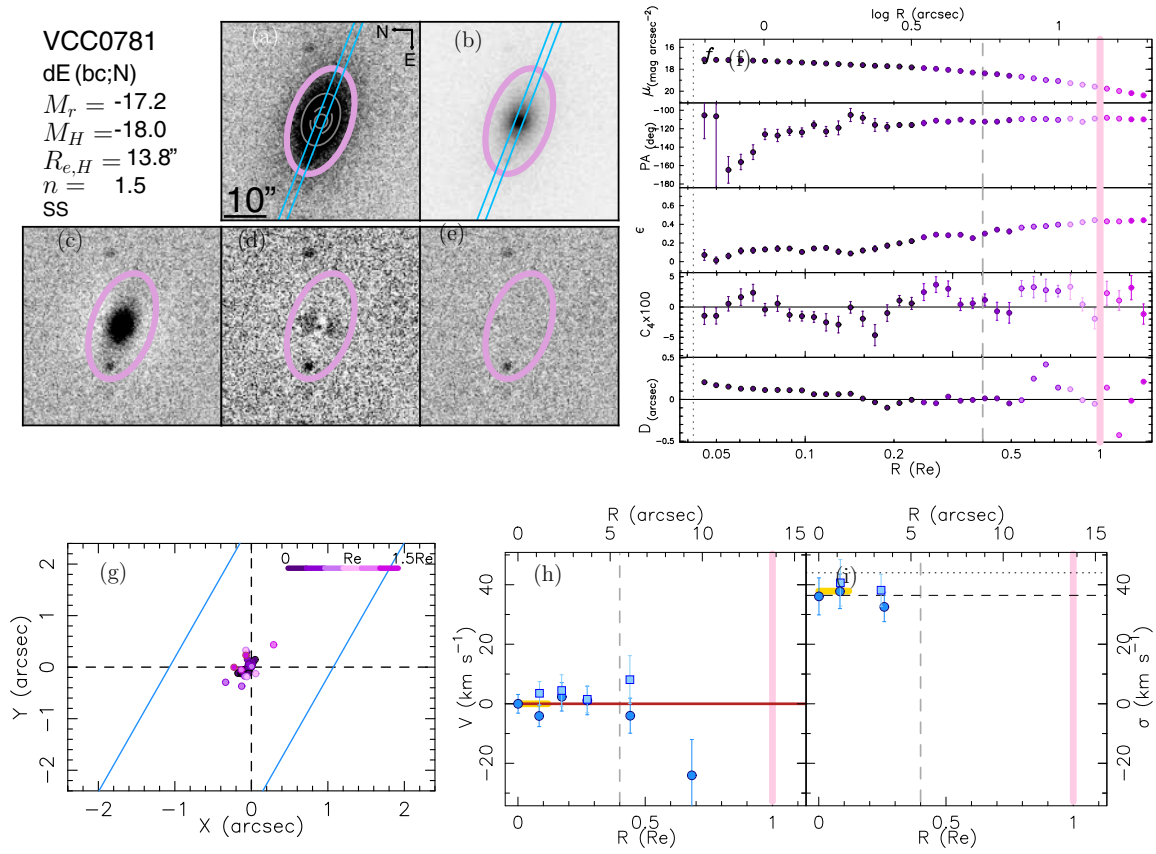 VCC0781
dE (bc;N)
M_r = -17.2
M_H = -18.0
R_{e,H} = 13.8"
n = 1.5
SS
(a)
N
E
10"
(b)
(c)
(d)
(e)
log R (arcsec)
0 0.5 1
f (f)
μ(mag arcsec⁻²)
16
18
20
PA (deg)
-100
-120
-140
-160
-180
ϵ
0.4
0.2
0
C₄x100
5
0
-5
D (arcsec)
0.5
0
-0.5
0.05 0.1 0.2 0.5 1
R (Re)
(g)
0 Re 1.5Re
Y (arcsec)
2
1
0
-1
-2
-2 -1 0 1 2
X (arcsec)
R (arcsec)
0 5 10 15
(h)
V (km s⁻¹)
40
20
0
-20
0 0.5 1
R (Re)
R (arcsec)
0 5 10 15
(i)
σ (km s⁻¹)
40
20
0
-20
0 0.5 1
R (Re)